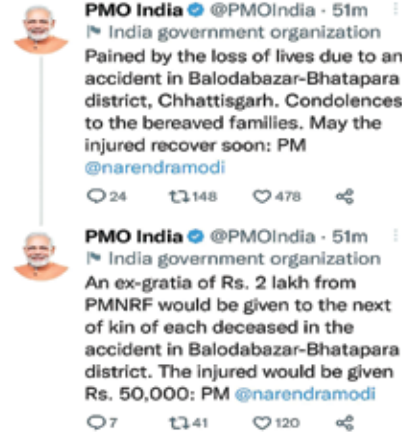 PMO India @PMOIndia · 51m
India government organization
Pained by the loss of lives due to an
accident in Balodabazar-Bhatapara
district, Chhattisgarh. Condolences
to the bereaved families. May the
injured recover soon: PM
@narendramodi
24 148 478
PMO India @PMOIndia · 51m
India government organization
An ex-gratia of Rs. 2 lakh from
PMNRF would be given to the next
of kin of each deceased in the
accident in Balodabazar-Bhatapara
district. The injured would be given
Rs. 50,000: PM @narendramodi
7 41 120